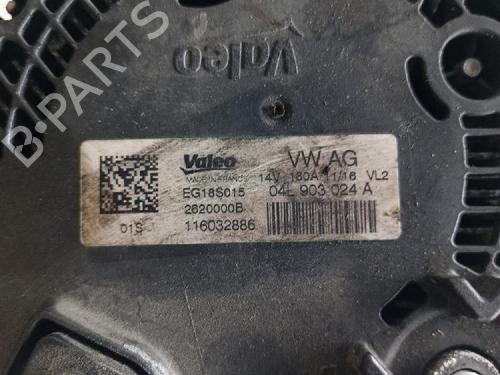 Valeo
B-PARTS
Valeo
MADE IN FRANCE
VW AG
14V 180A 11/16 VL2
EG18S015
04L 903 024 A
2620000B
01S
116032886